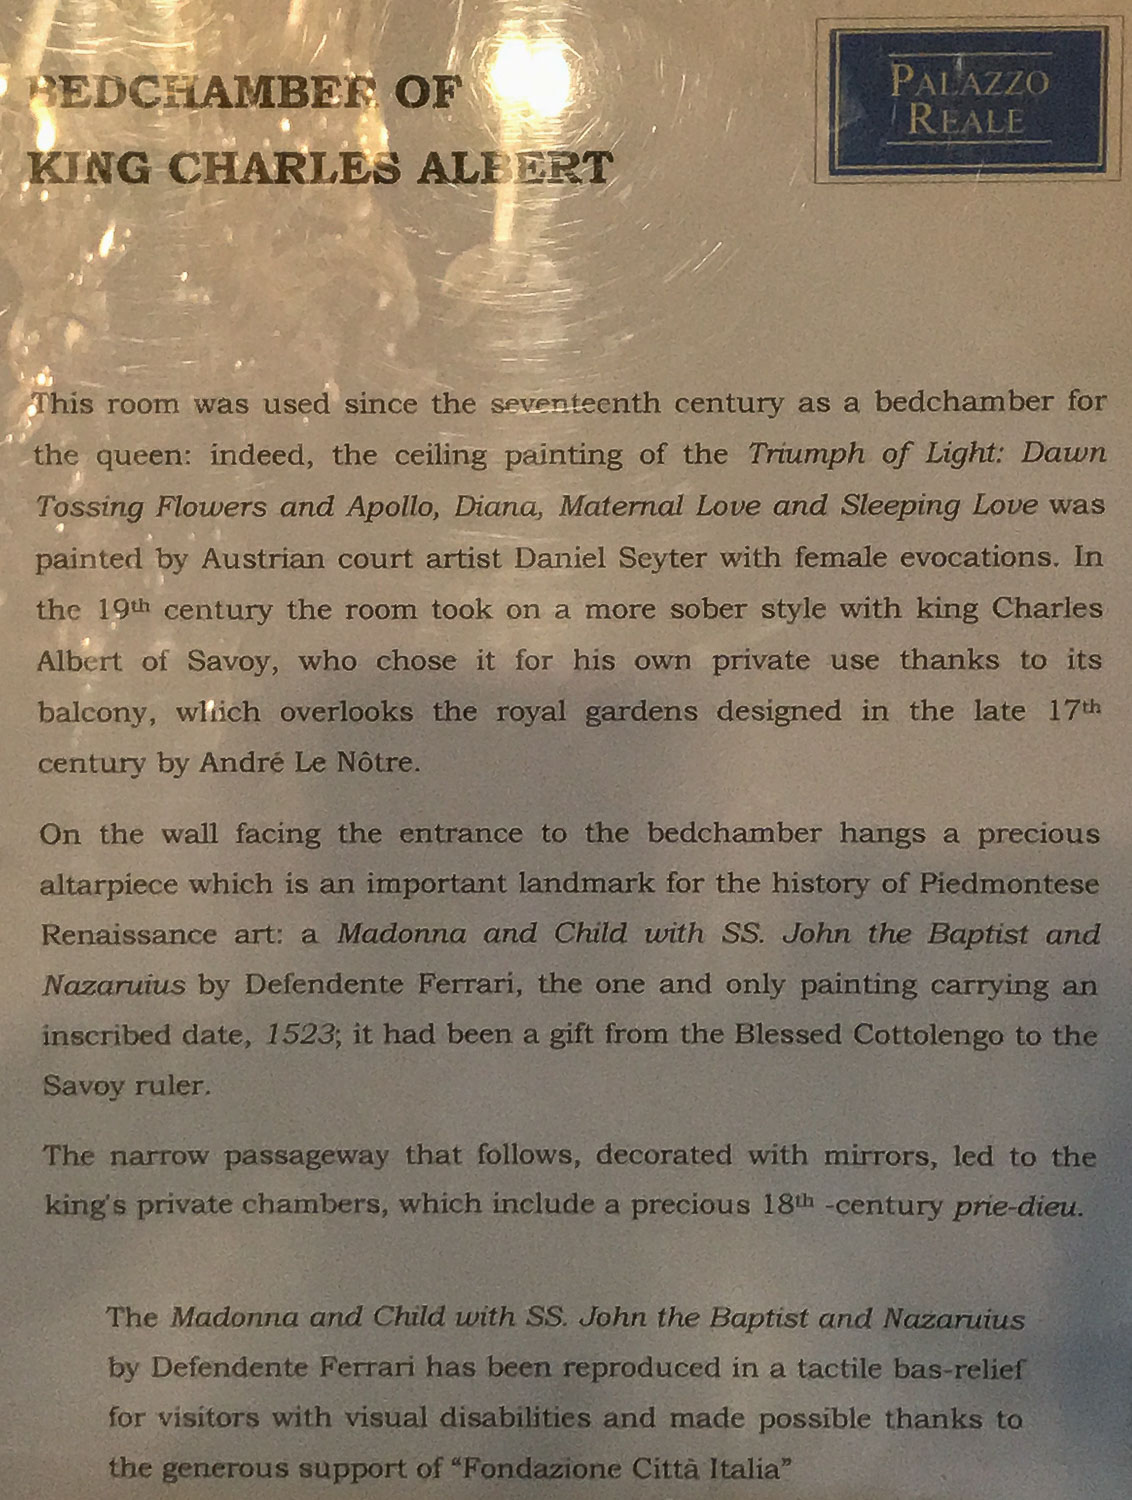 BEDCHAMBER OF
PALAZZO
REALE
KING CHARLES ALBERT
This room was used since the seventeenth century as a bedchamber for
the queen: indeed, the ceiling painting of the Triumph of Light: Dawn
Tossing Flowers and Apollo, Diana, Maternal Love and Sleeping Love was
painted by Austrian court artist Daniel Seyter with female evocations. In
the 19th century the room took on a more sober style with king Charles
Albert of Savoy, who chose it for his own private use thanks to its
balcony, which overlooks the royal gardens designed in the late 17th
century by André Le Nôtre.
On the wall facing the entrance to the bedchamber hangs a precious
altarpiece which is an important landmark for the history of Piedmontese
Renaissance art: a Madonna and Child with SS. John the Baptist and
Nazaruius by Defendente Ferrari, the one and only painting carrying an
inscribed date, 1523; it had been a gift from the Blessed Cottolengo to the
Savoy ruler.
The narrow passageway that follows, decorated with mirrors, led to the
king's private chambers, which include a precious 18th -century prie-dieu.
The Madonna and Child with SS. John the Baptist and Nazaruius
by Defendente Ferrari has been reproduced in a tactile bas-relief
for visitors with visual disabilities and made possible thanks to
the generous support of “Fondazione Città Italia”